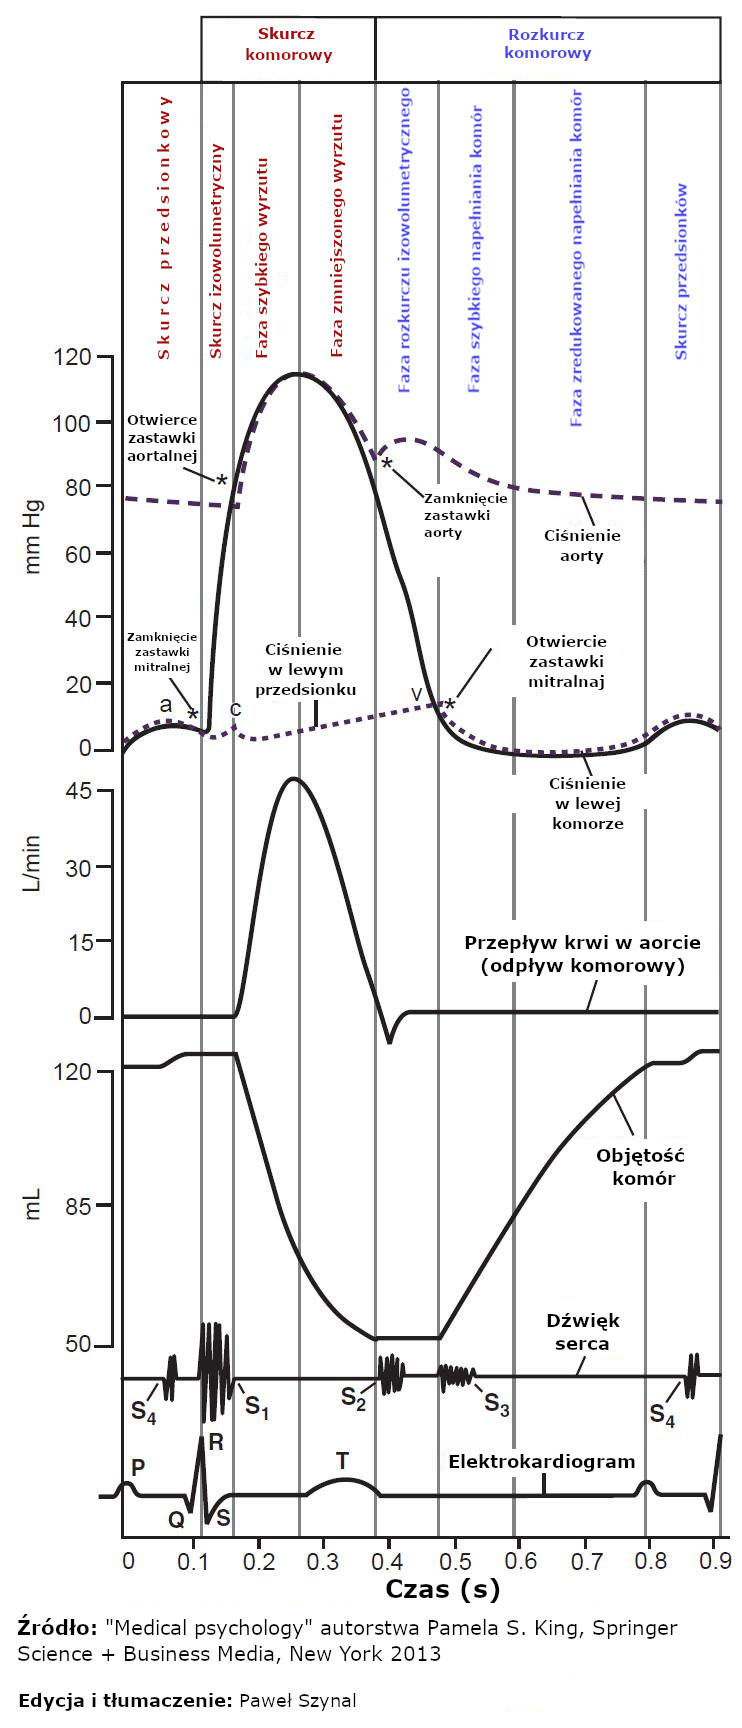 Skurcz
komorowy
Rozkurcz
komorowy
Skurcz przedsionkowy
Skurcz izowolumetryczny
Faza szybkiego wyrzutu
Faza zmniejszonego wyrzutu
Faza rozkurczu izowolumetrycznego
Faza szybkiego napełniania komór
Faza zredukowanego napełniania komór
Skurcz przedsionków
120
100
80
60
40
20
0
mm Hg
Otwierce
zastawki
aortalnej
*
*
Zamknięcie
zastawki
aorty
Ciśnienie
aorty
Zamknięcie
zastawki
mitralnej
a
*
c
Ciśnienie
w lewym
przedsionku
v
*
Otwiercie
zastawki
mitralnaj
Ciśnienie
w lewej
komorze
45
30
15
0
L/min
Przepływ krwi w aorcie
(odpływ komorowy)
120
85
50
mL
Objętość
komór
Dźwięk
serca
S4
S1
S2
S3
S4
P
Q
R
S
T
Elektrokardiogram
0 0.1 0.2 0.3 0.4 0.5 0.6 0.7 0.8 0.9
Czas (s)
Źródło: "Medical psychology" autorstwa Pamela S. King, Springer
Science + Business Media, New York 2013
Edycja i tłumaczenie: Paweł Szynal